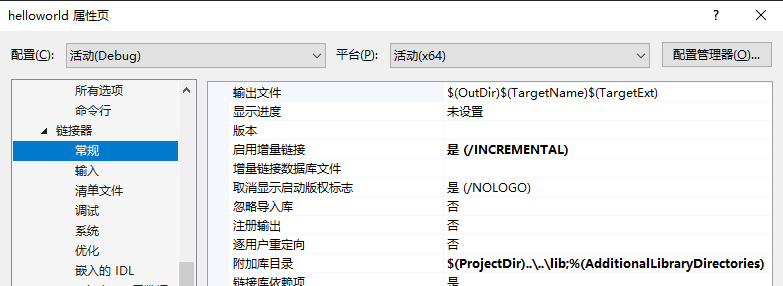 helloworld 属性页 ? ×
配置(C): 活动(Debug) 平台(P): 活动(x64) 配置管理器(O)...
所有选项
命令行
链接器
常规
输入
清单文件
调试
系统
优化
嵌入的 IDL
输出文件 $(OutDir)$(TargetName)$(TargetExt)
显示进度 未设置
版本
启用增量链接 是 (/INCREMENTAL)
增量链接数据库文件
取消显示启动版权标志 是 (/NOLOGO)
忽略导入库 否
注册输出 否
逐用户重定向 否
附加库目录 $(ProjectDir)..\..\lib;%(AdditionalLibraryDirectories)
链接库依赖项 是